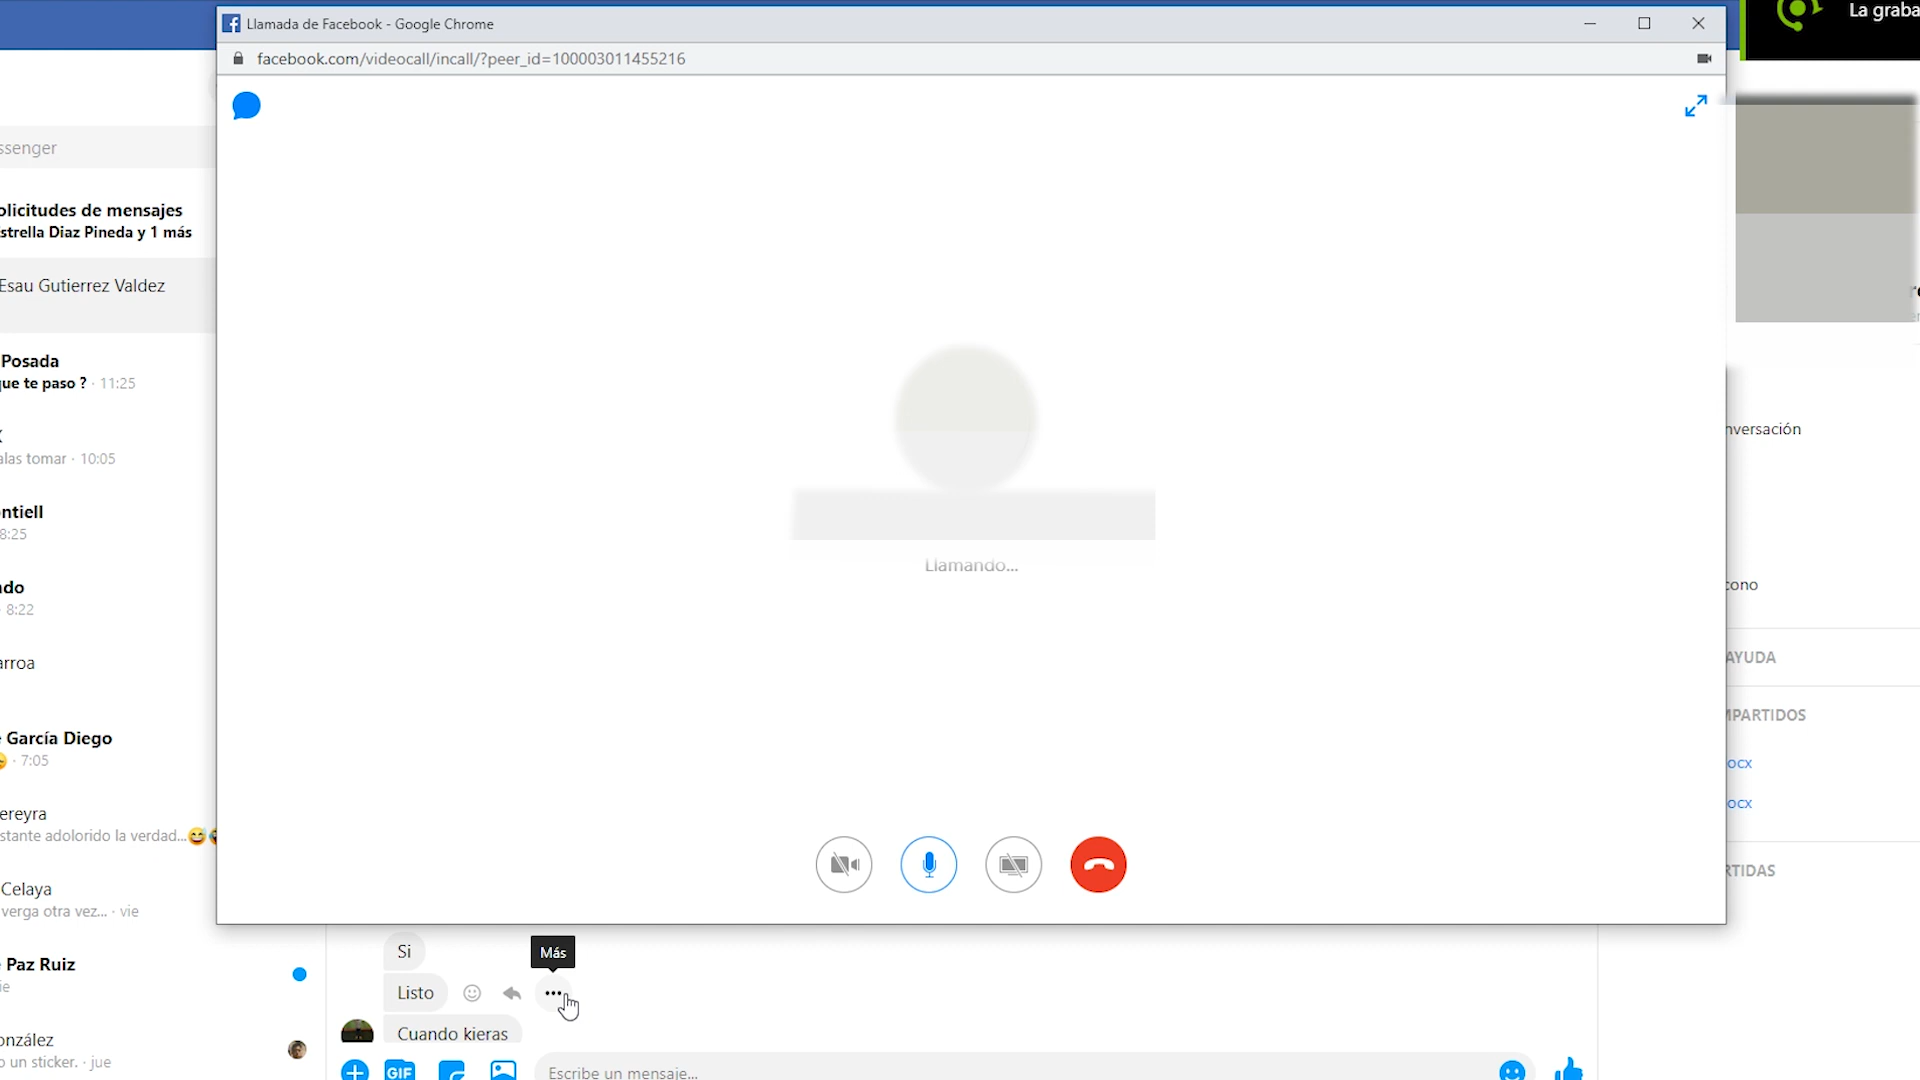 Llamada de Facebook - Google Chrome
La graba
facebook.com/videocall/incall/?peer_id=100003011455216
ssenger
olicitudes de mensajes
strella Diaz Pineda y 1 más
Esau Gutierrez Valdez
Posada
que te paso ? · 11:25
alas tomar · 10:05
ontiell
8:25
ado
· 8:22
arroa
García Diego
· 7:05
ereyra
stante adolorido la verdad...😅
Celaya
verga otra vez... · vie
Paz Ruiz
ie
onzález
o un sticker. · jue
Llamando...
nversación
cono
AYUDA
MPARTIDOS
ocx
ocx
RTIDAS
Si
Más
Listo
Cuando kieras
GIF
Escribe un mensaje...